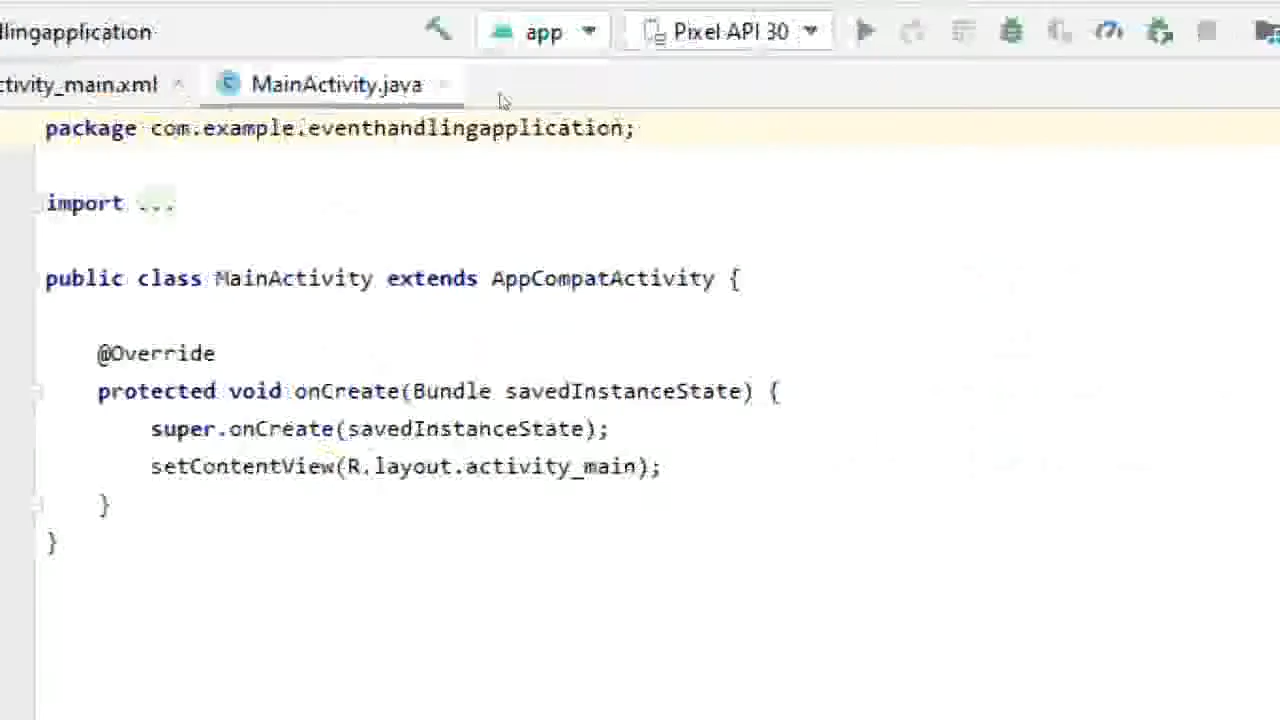 llingapplication
app
Pixel API 30
ctivity_main.xml
MainActivity.java
package com.example.eventhandlingapplication;
import ...
public class MainActivity extends AppCompatActivity {
@Override
protected void onCreate(Bundle savedInstanceState) {
super.onCreate(savedInstanceState);
setContentView(R.layout.activity_main);
}
}